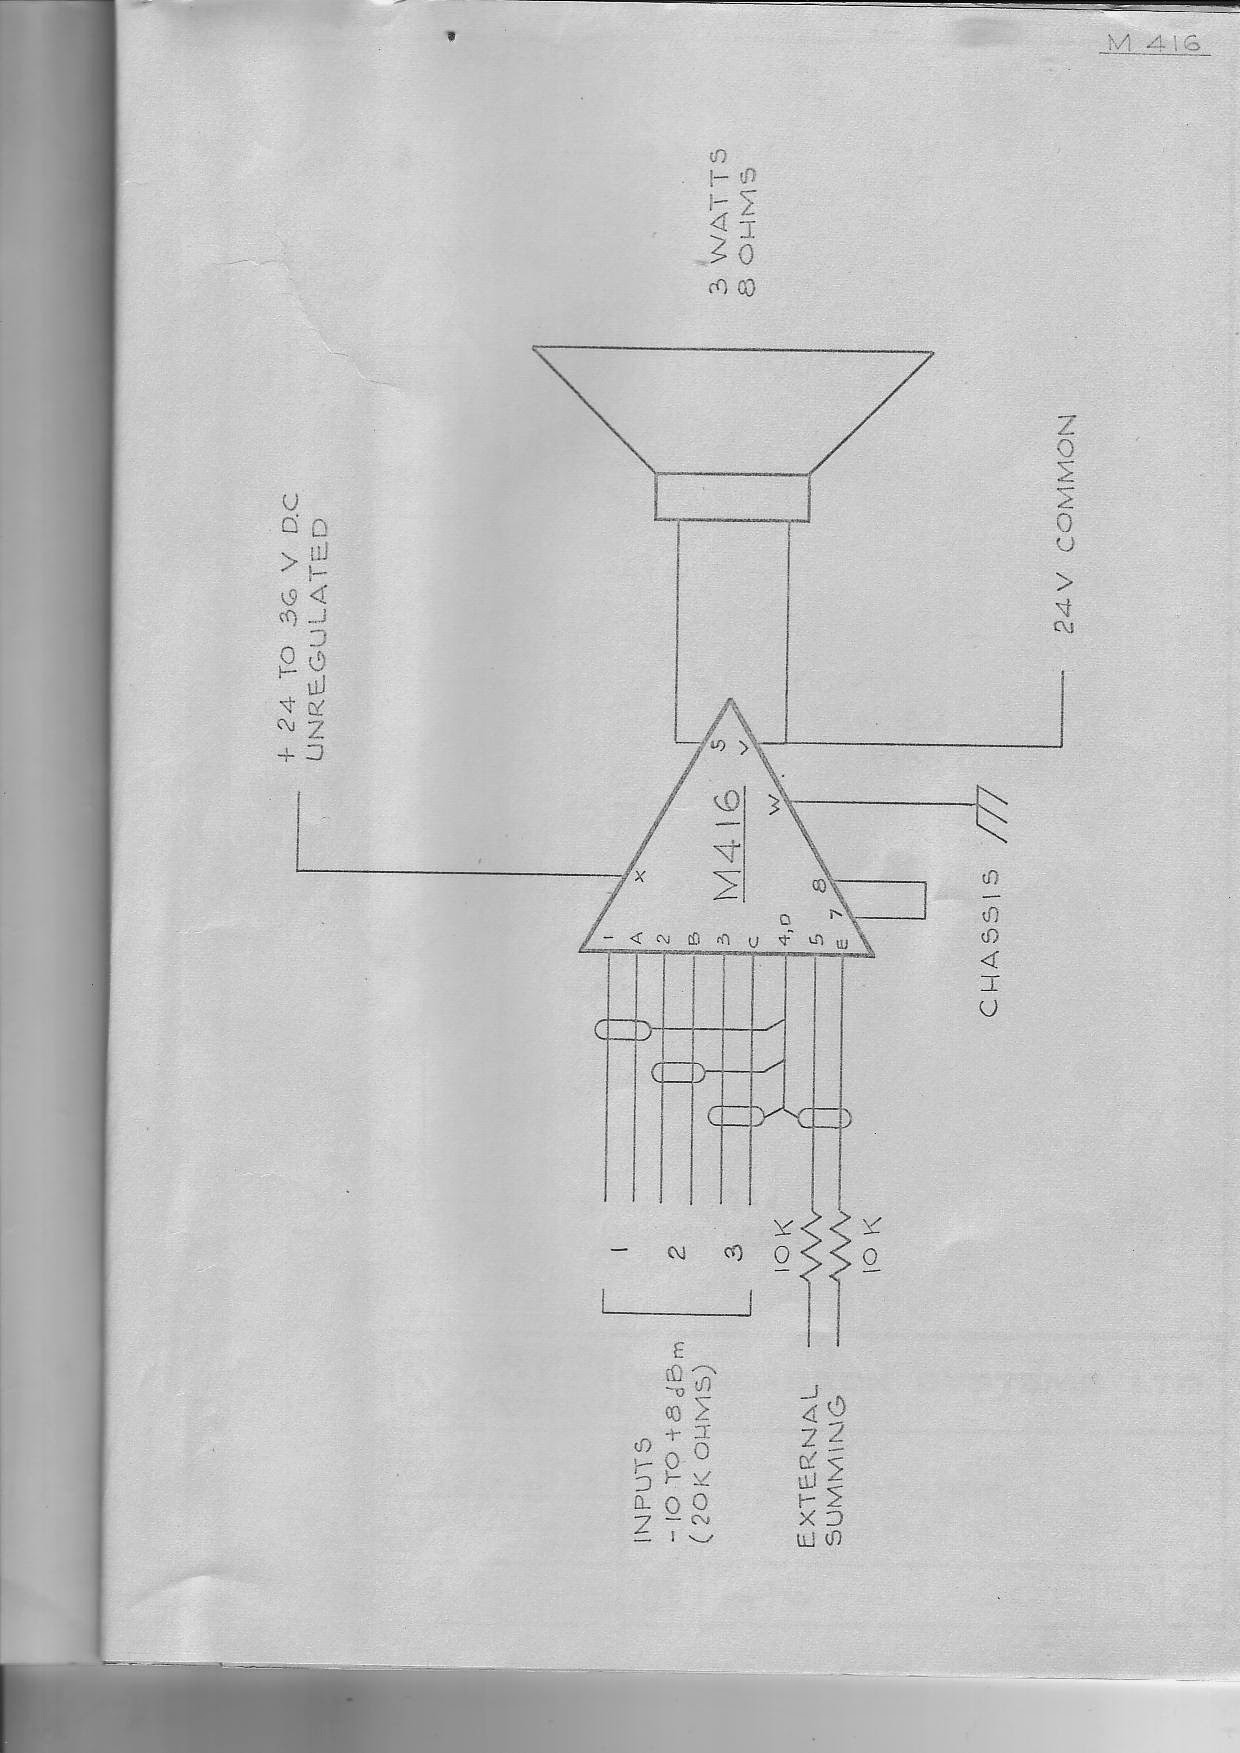 M 416
+ 24 TO 36 V D.C
UNREGULATED
3 WATTS
8 OHMS
INPUTS
-10 TO +8 dBm
(20K OHMS)
1
2
3
1
A
2
B
3
C
4,D
5
E
X
M416
S
V
W
8
7
10K
10K
EXTERNAL
SUMMING
CHASSIS
24V COMMON